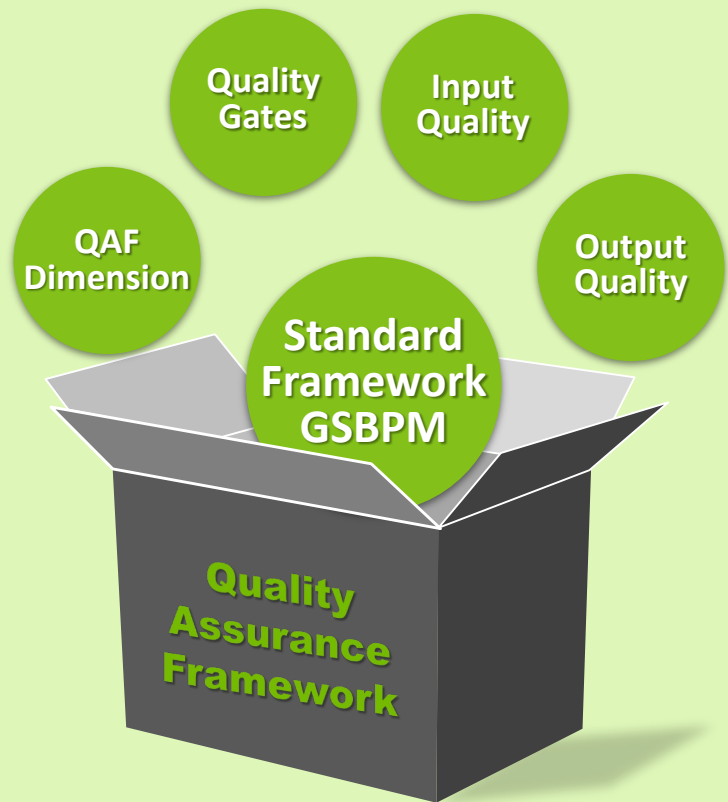 Quality
Gates
Input
Quality
QAF
Dimension
Output
Quality
Standard
Framework
GSBPM
Quality
Assurance
Framework